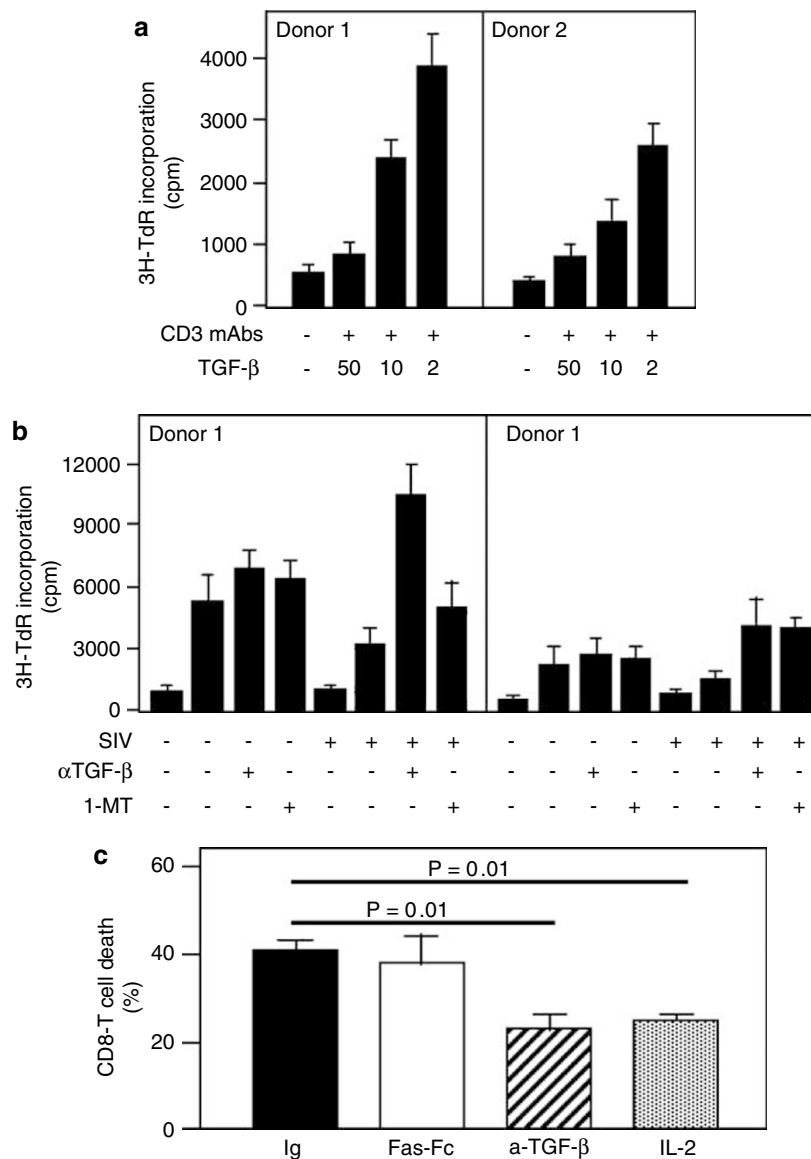 a
Donor 1 Donor 2
3H-TdR incorporation
(cpm)
4000
3000
2000
1000
0
CD3 mAbs - + + + - + + +
TGF-β - 50 10 2 - 50 10 2
b
Donor 1 Donor 1
3H-TdR incorporation
(cpm)
12000
9000
6000
3000
0
SIV - - - - + + + + - - - - + + + +
αTGF-β - - + - - - + - - - + - - - + -
1-MT - - - + - - - + - - - + - - - +
c
CD8-T cell death
(%)
60
40
20
0
P = 0.01
P = 0.01
Ig Fas-Fc a-TGF-β IL-2